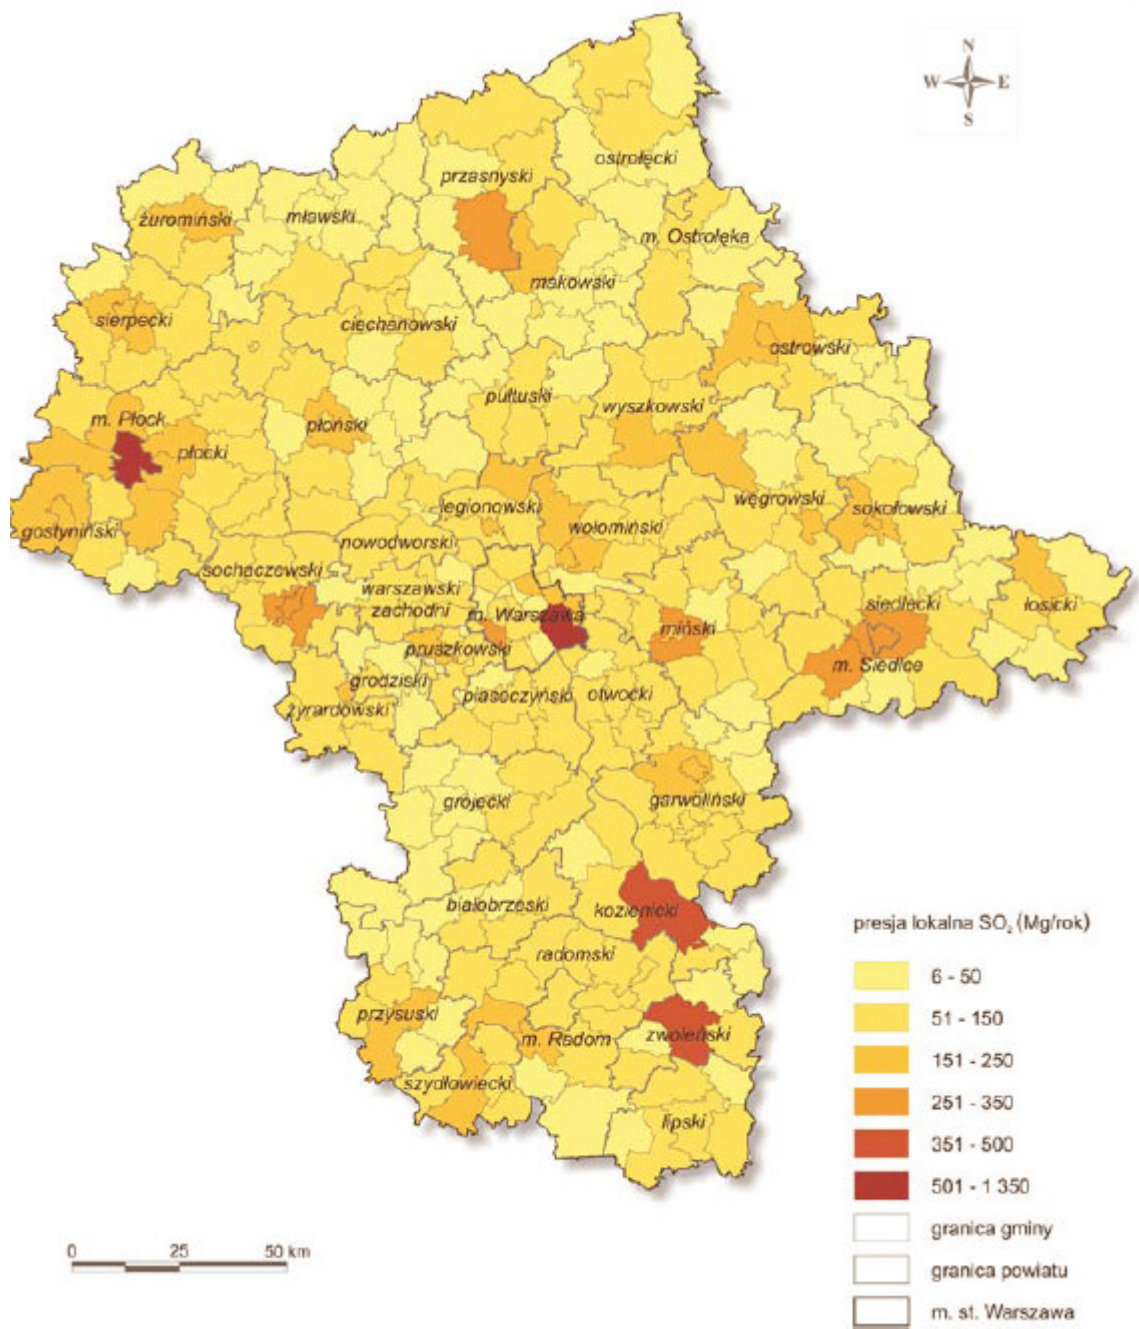 N
W E
S
ostrołęcki
przasnyski
żuromiński
mławski
m. Ostrołęka
makowski
sierpecki
ciechanowski
ostrowski
pułtuski
wyszkowski
m. Płock
płoński
płocki
węgrowski
sokołowski
legionowski
gostyniński
wołomiński
nowodworski
sochaczewski
warszawski
zachodni
siedlecki
łosicki
m. Warszawa
miński
pruszkowski
m. Siedlce
grodziski
piaseczyński
otwocki
żyrardowski
grójecki
garwoliński
białobrzeski
kozienicki
radomski
przysuski
m. Radom
zwoleński
szydłowiecki
lipski
presja lokalna SO₂ (Mg/rok)
6 - 50
51 - 150
151 - 250
251 - 350
351 - 500
501 - 1 350
granica gminy
granica powiatu
m. st. Warszawa
0 25 50 km